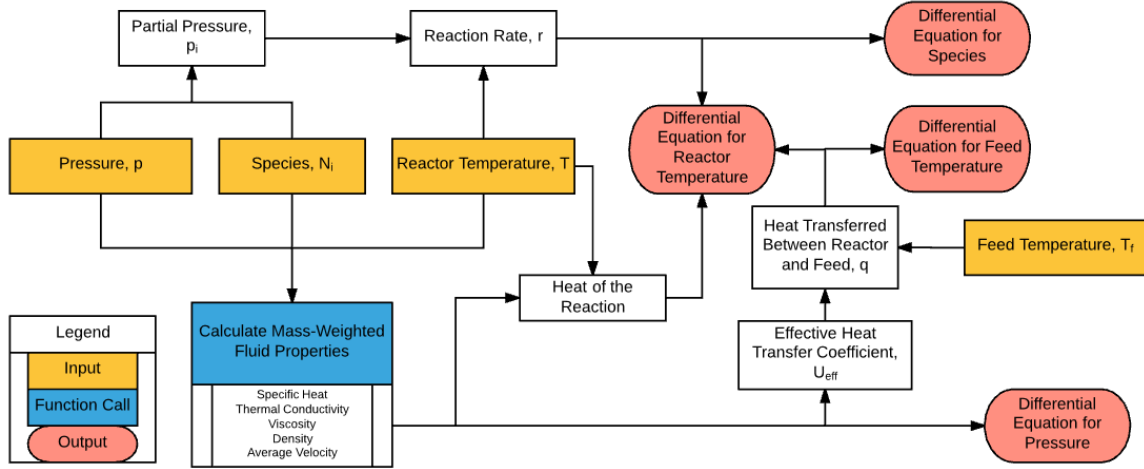 Partial Pressure,
pᵢ
Reaction Rate, r
Differential
Equation for
Species
Pressure, p
Species, Nᵢ
Reactor Temperature, T
Differential
Equation for
Reactor
Temperature
Differential
Equation for Feed
Temperature
Heat Transferred
Between Reactor
and Feed, q
Feed Temperature, T_f
Heat of the
Reaction
Calculate Mass-Weighted
Fluid Properties
Specific Heat
Thermal Conductivity
Viscosity
Density
Average Velocity
Effective Heat
Transfer Coefficient,
U_eff
Differential
Equation for
Pressure
Legend
Input
Function Call
Output